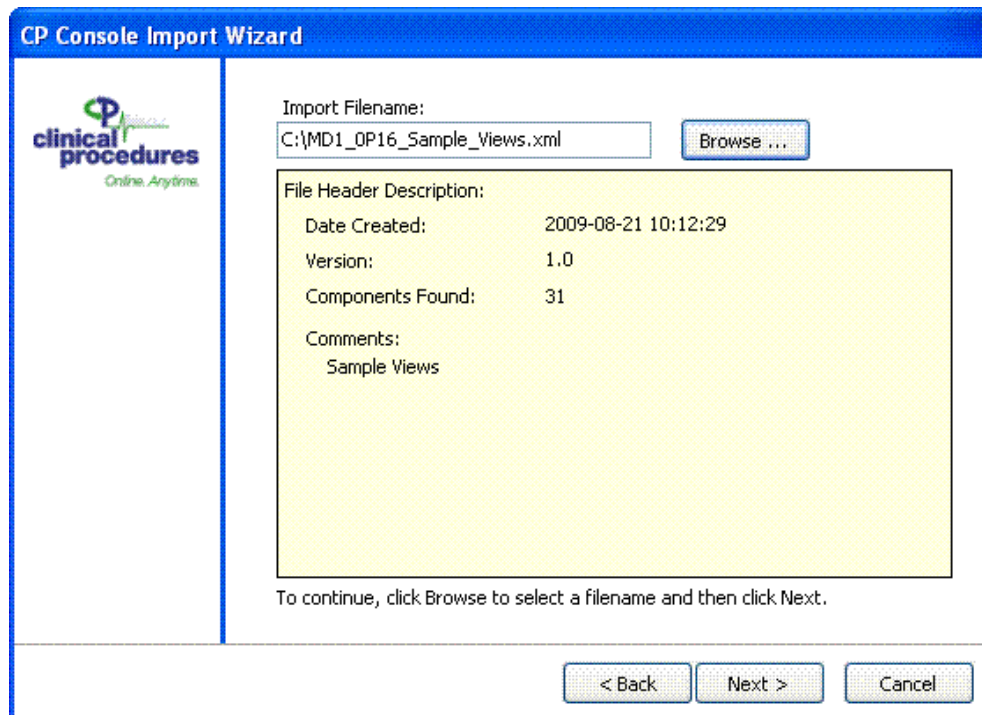 CP Console Import Wizard
CP
clinical
procedures
Online. Anytime.
Import Filename:
C:\MD1_0P16_Sample_Views.xml
Browse ...
File Header Description:
Date Created: 2009-08-21 10:12:29
Version: 1.0
Components Found: 31
Comments:
Sample Views
To continue, click Browse to select a filename and then click Next.
< Back
Next >
Cancel